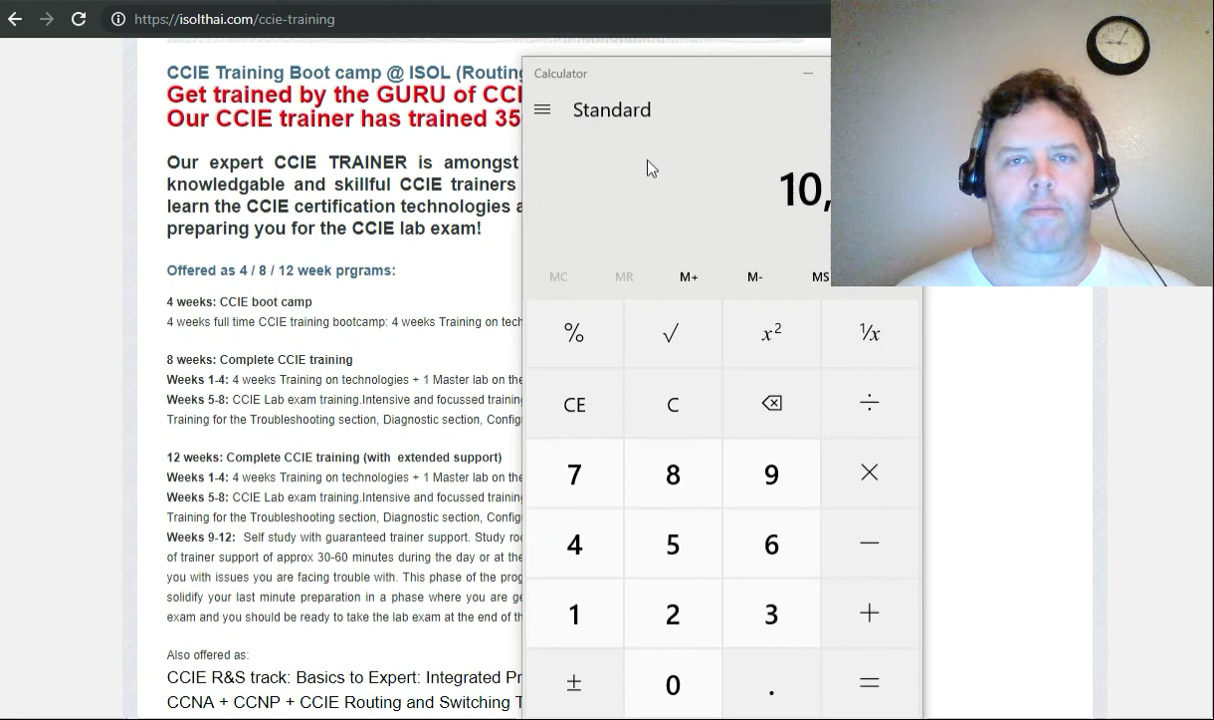 https://isolthai.com/ccie-training
CCIE Training Boot camp @ ISOL (Routing
Get trained by the GURU of CCI
Our CCIE trainer has trained 35
Our expert CCIE TRAINER is amongst
knowledgable and skillful CCIE trainers
learn the CCIE certification technologies a
preparing you for the CCIE lab exam!
Offered as 4 / 8 / 12 week prgrams:
4 weeks: CCIE boot camp
4 weeks full time CCIE training bootcamp: 4 weeks Training on tech
8 weeks: Complete CCIE training
Weeks 1-4: 4 weeks Training on technologies + 1 Master lab on the
Weeks 5-8: CCIE Lab exam training.Intensive and focussed training
Training for the Troubleshooting section, Diagnostic section, Config
12 weeks: Complete CCIE training (with extended support)
Weeks 1-4: 4 weeks Training on technologies + 1 Master lab on the
Weeks 5-8: CCIE Lab exam training.Intensive and focussed training
Training for the Troubleshooting section, Diagnostic section, Config
Weeks 9-12: Self study with guaranteed trainer support. Study roo
of trainer support of approx 30-60 minutes during the day or at the
you with issues you are facing trouble with. This phase of the prog
solidify your last minute preparation in a phase where you are ge
exam and you should be ready to take the lab exam at the end of th
Also offered as:
CCIE R&S track: Basics to Expert: Integrated Pr
CCNA + CCNP + CCIE Routing and Switching T
Calculator
Standard
10,
MC MR M+ M- MS
% √ x² ¹/x
CE C ÷
7 8 9 ×
4 5 6 −
1 2 3 +
± 0 . =